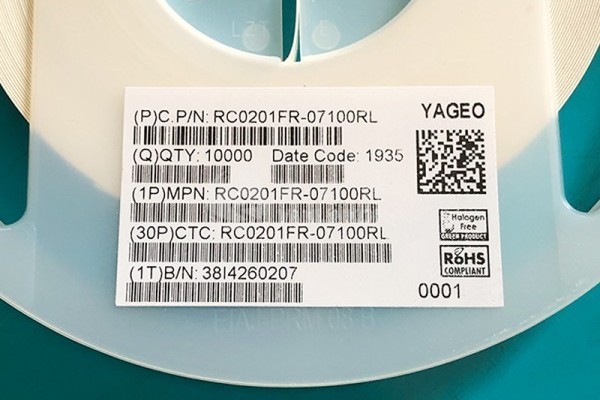 (P)C.P/N: RC0201FR-07100RL
YAGEO
(Q)QTY: 10000 Date Code: 1935
(1P)MPN: RC0201FR-07100RL
(30P)CTC: RC0201FR-07100RL
(1T)B/N: 38I4260207
Halogen
Free
GREEN PRODUCT
RoHS
COMPLIANT
0001